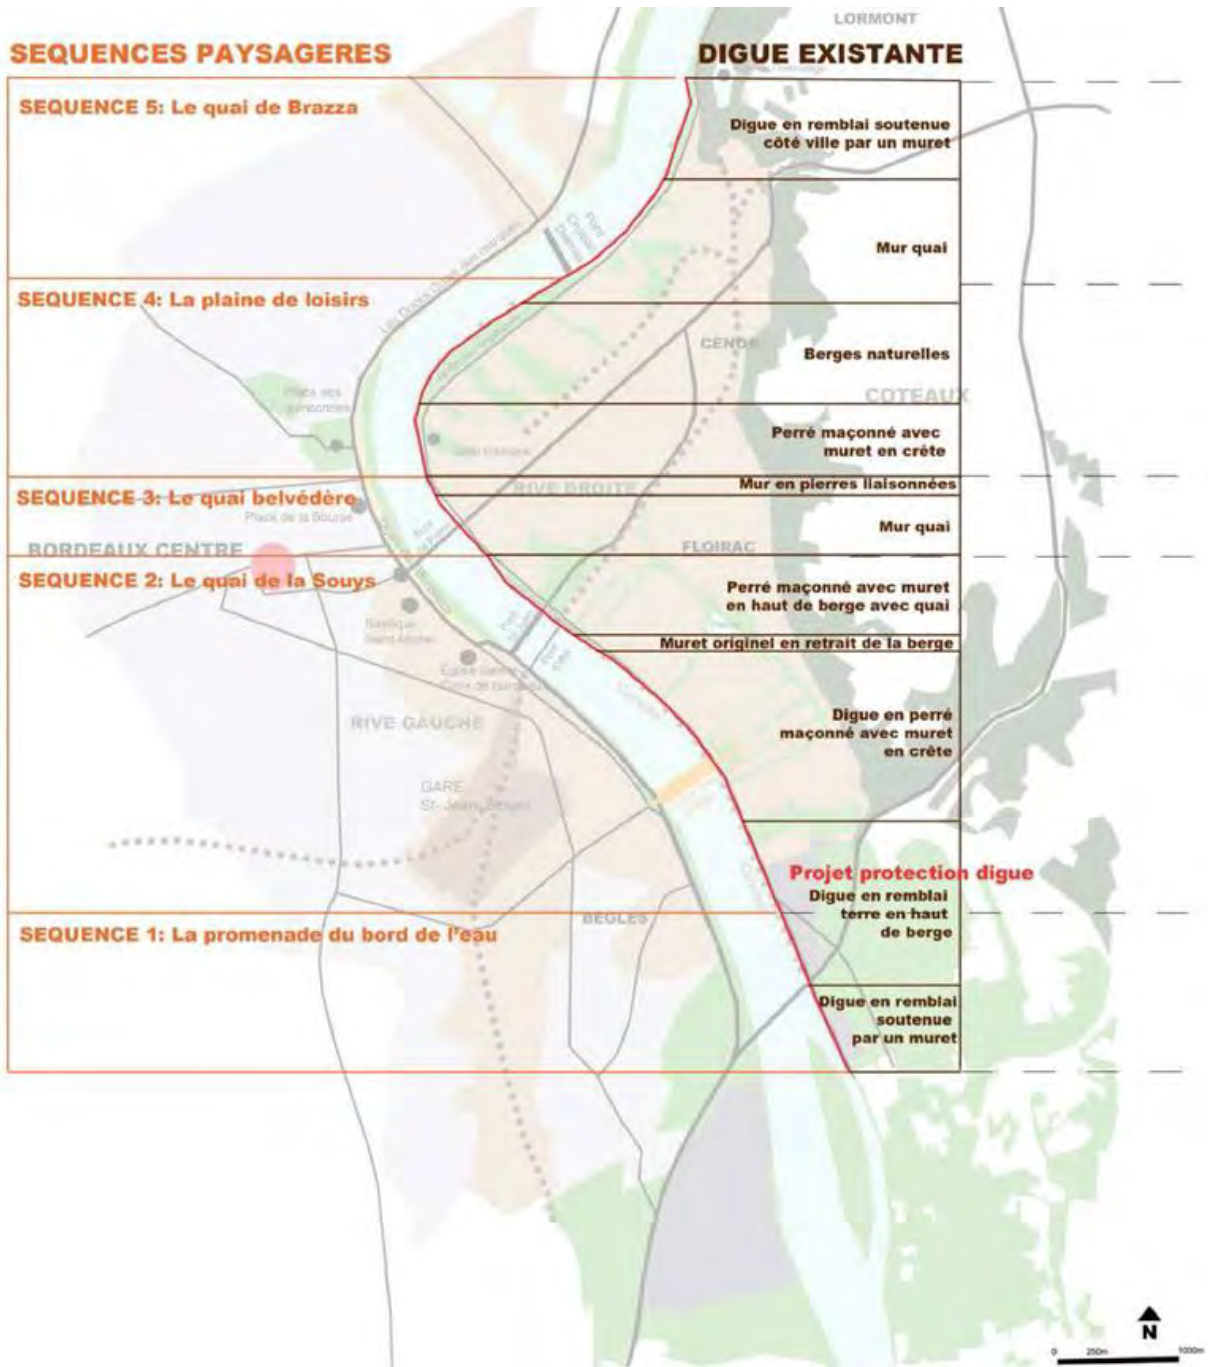 LORMONT
SEQUENCES PAYSAGERES
DIGUE EXISTANTE
SEQUENCE 5: Le quai de Brazza
Digue en remblai soutenue
côté ville par un muret
Pont
Mur quai
SEQUENCE 4: La plaine de loisirs
CENON
Berges naturelles
COTEAUX
Place des
Perré maçonné avec
muret en crête
Mur en pierres liaisonnées
RIVE DROITE
SEQUENCE 3: Le quai belvédère
Place de la Bourse
Mur quai
BORDEAUX CENTRE
FLOIRAC
SEQUENCE 2: Le quai de la Souys
Perré maçonné avec muret
en haut de berge avec quai
Muret originel en retrait de la berge
RIVE GAUCHE
Digue en perré
maçonné avec muret
en crête
GARE
Projet protection digue
Digue en remblai
terre en haut
de berge
BEGLES
SEQUENCE 1: La promenade du bord de l'eau
Digue en remblai
soutenue
par un muret
N
0 250m 1000m